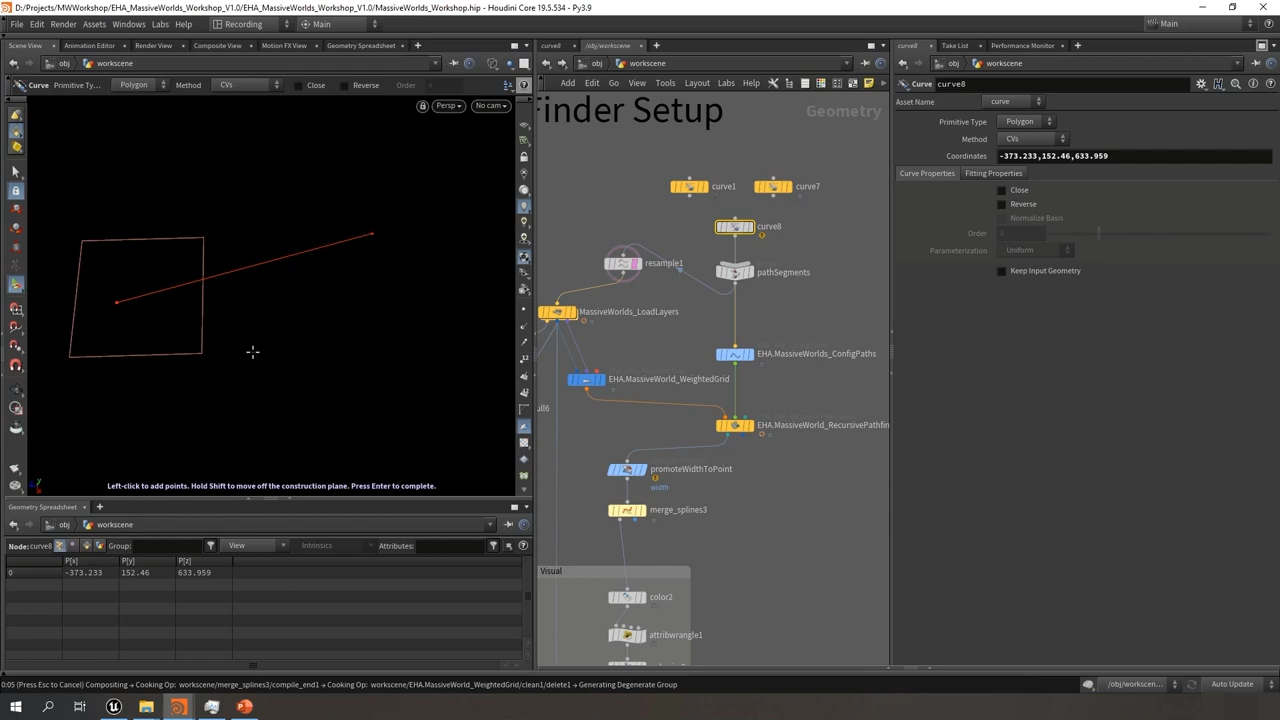 D:/Projects/MWWorkshop/EHA_MassiveWorlds_Workshop_V1.0/EHA_MassiveWorlds_Workshop_V1.0/MassiveWorlds_Workshop.hip - Houdini Core 19.5.534 - Py3.9
File Edit Render Assets Windows Labs Help Recording Main Main
Scene View Animation Editor Render View Composite View Motion FX View Geometry Spreadsheet
obj workscene
Curve Primitive Ty... Polygon Method CVs Close Reverse Order 4
Persp No cam
Left-click to add points. Hold Shift to move off the construction plane. Press Enter to complete.
Geometry Spreadsheet
obj workscene
Node: curve8 Group: View Intrinsics Attributes:
P[x] P[y] P[z]
0 -373.233 152.46 633.959
curve8 /obj/workscene
obj workscene
Add Edit Go View Tools Layout Labs Help
Finder Setup
Geometry
curve1
curve7
curve8
resample1
pathSegments
MassiveWorlds_LoadLayers
EHA.MassiveWorlds_ConfigPaths
EHA.MassiveWorld_WeightedGrid
ull6
EHA.MassiveWorld_RecursivePathfin
promoteWidthToPoint
width
merge_splines3
Visual
color2
attribwrangle1
curve8 Take List Performance Monitor
obj workscene
Curve curve8
Asset Name curve
Primitive Type Polygon
Method CVs
Coordinates -373.233,152.46,633.959
Curve Properties Fitting Properties
Close
Reverse
Normalize Basis
Order 4
Parameterization Uniform
Keep Input Geometry
0:05 (Press Esc to Cancel) Compositing → Cooking Op: workscene/merge_splines3/compile_end1 → Cooking Op: workscene/EHA.MassiveWorld_WeightedGrid/clean1/delete1 → Generating Degenerate Group
/obj/workscen... Auto Update